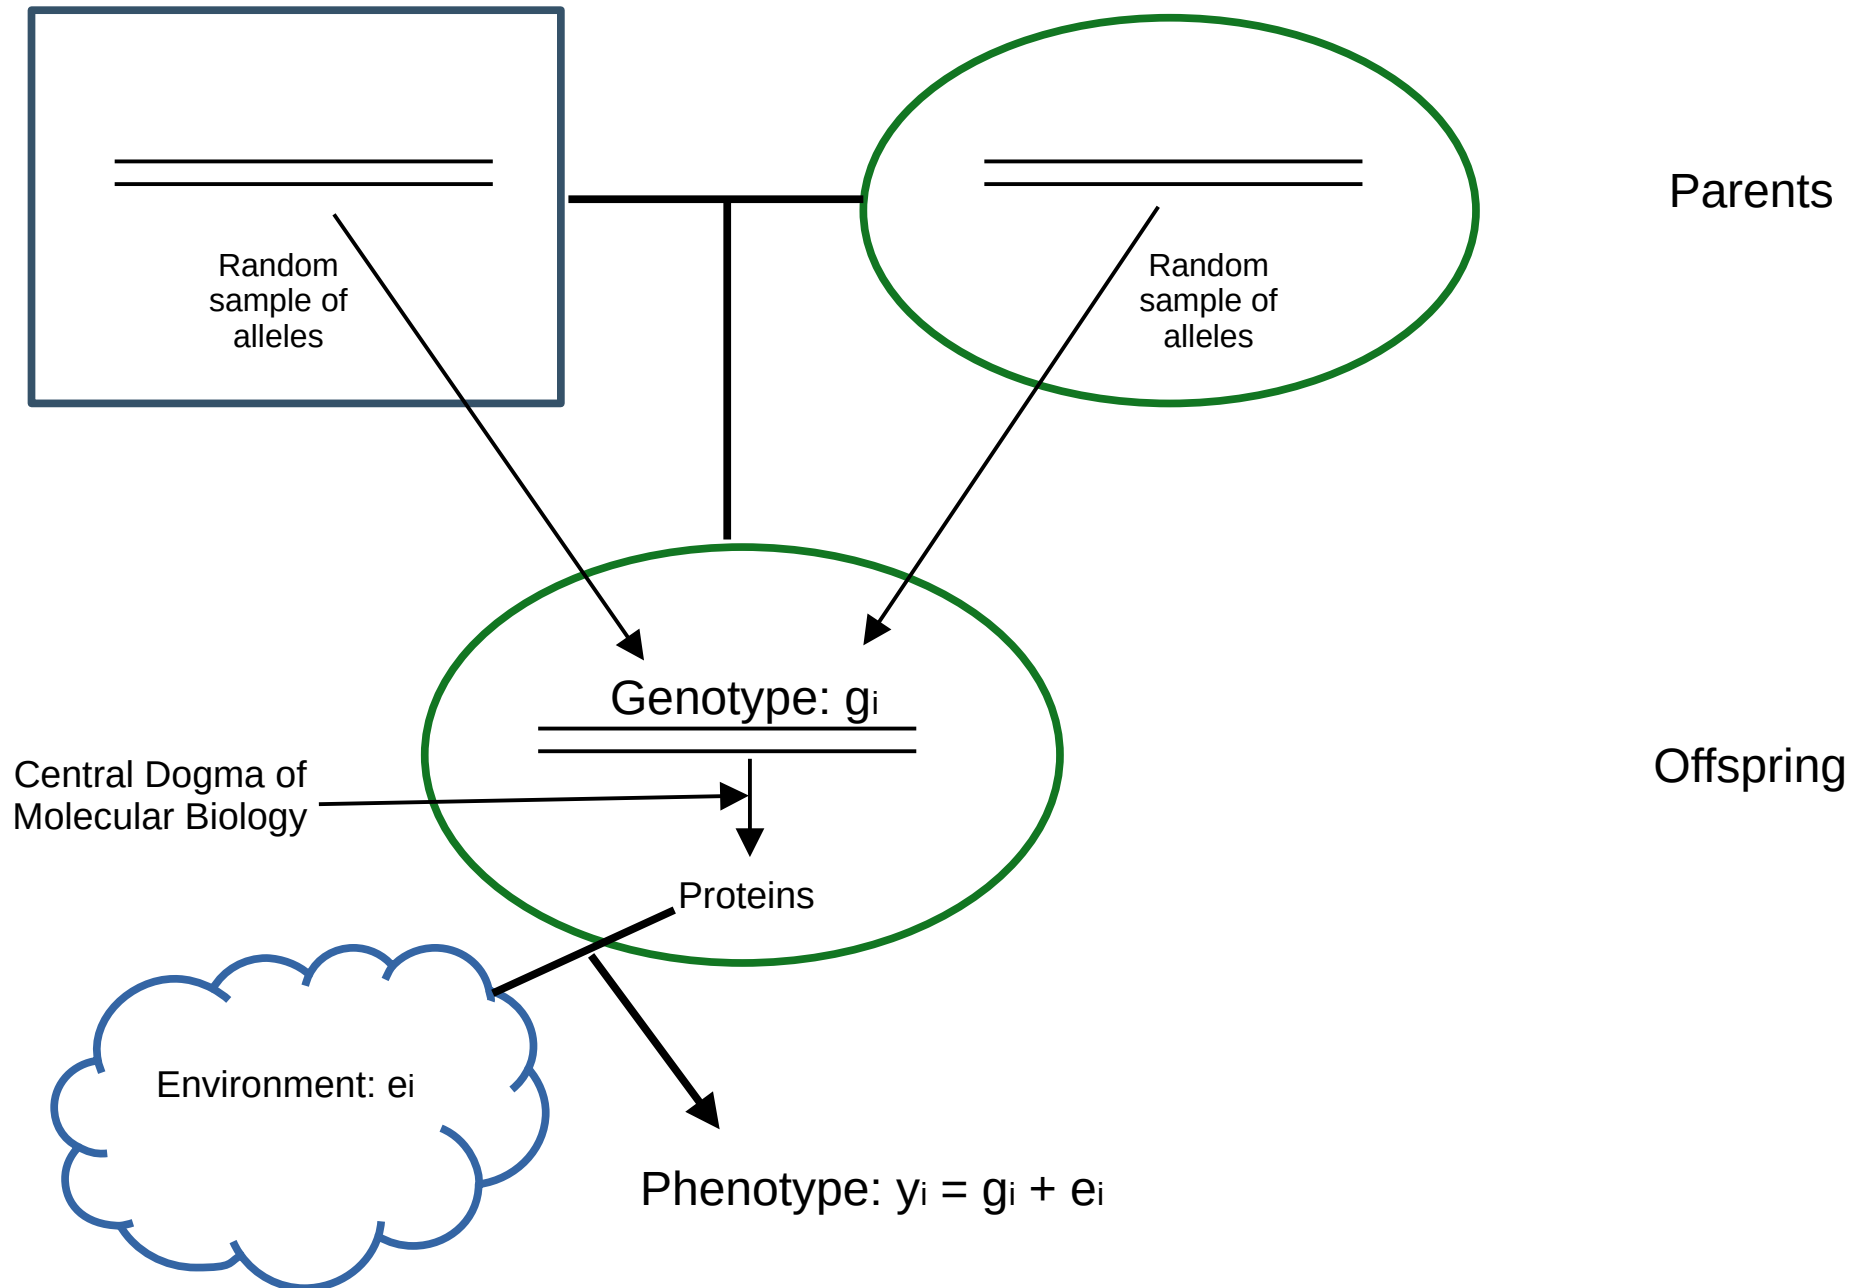 Parents
Random
sample of
alleles
Random
sample of
alleles
Genotype: gi
Central Dogma of
Molecular Biology
Offspring
Proteins
Environment: ei
Phenotype: yi = gi + ei